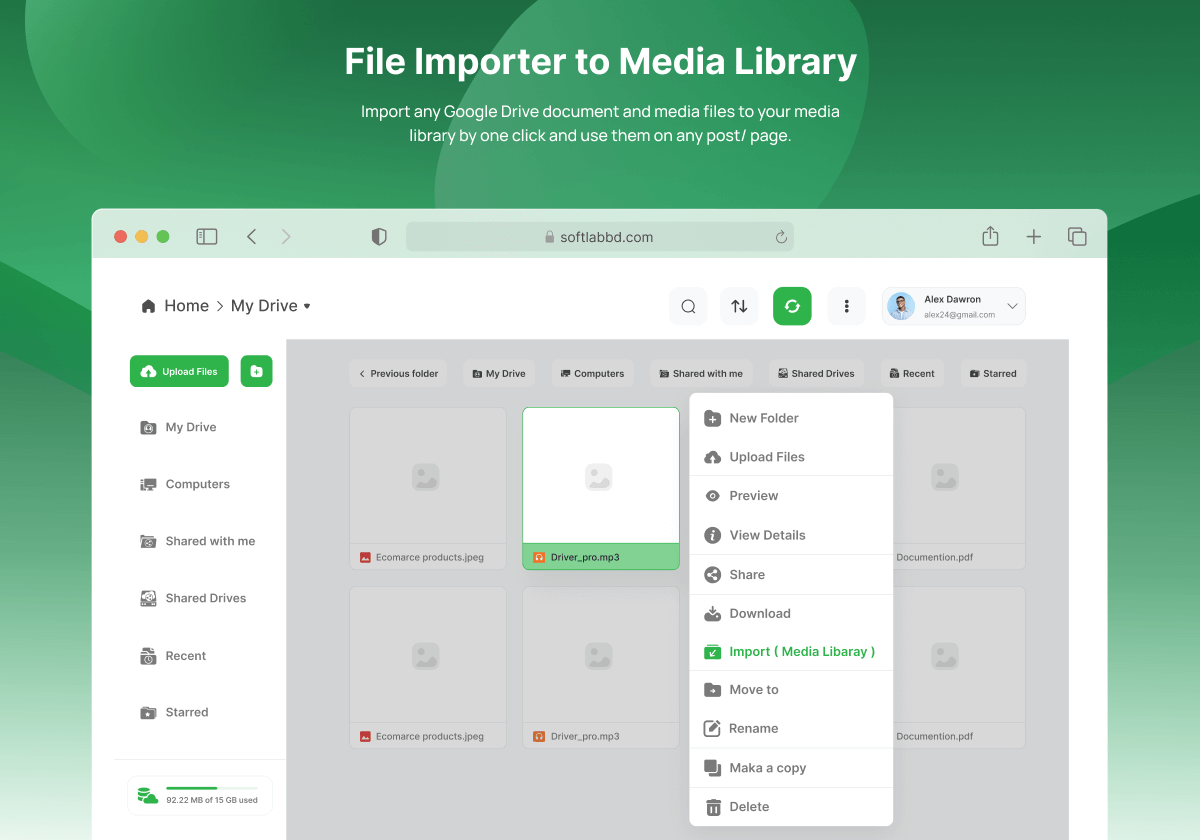 File Importer to Media Library
Import any Google Drive document and media files to your media
library by one click and use them on any post/ page.
softlabbd.com
Home > My Drive
Alex Dawron
alex24@gmail.com
Upload Files
Previous folder
My Drive
Computers
Shared with me
Shared Drives
Recent
Starred
My Drive
Computers
Shared with me
Shared Drives
Recent
Starred
92.22 MB of 15 GB used
Ecomarce products.jpeg
Driver_pro.mp3
Documention.pdf
Ecomarce products.jpeg
Driver_pro.mp3
Documention.pdf
New Folder
Upload Files
Preview
View Details
Share
Download
Import ( Media Libaray )
Move to
Rename
Maka a copy
Delete